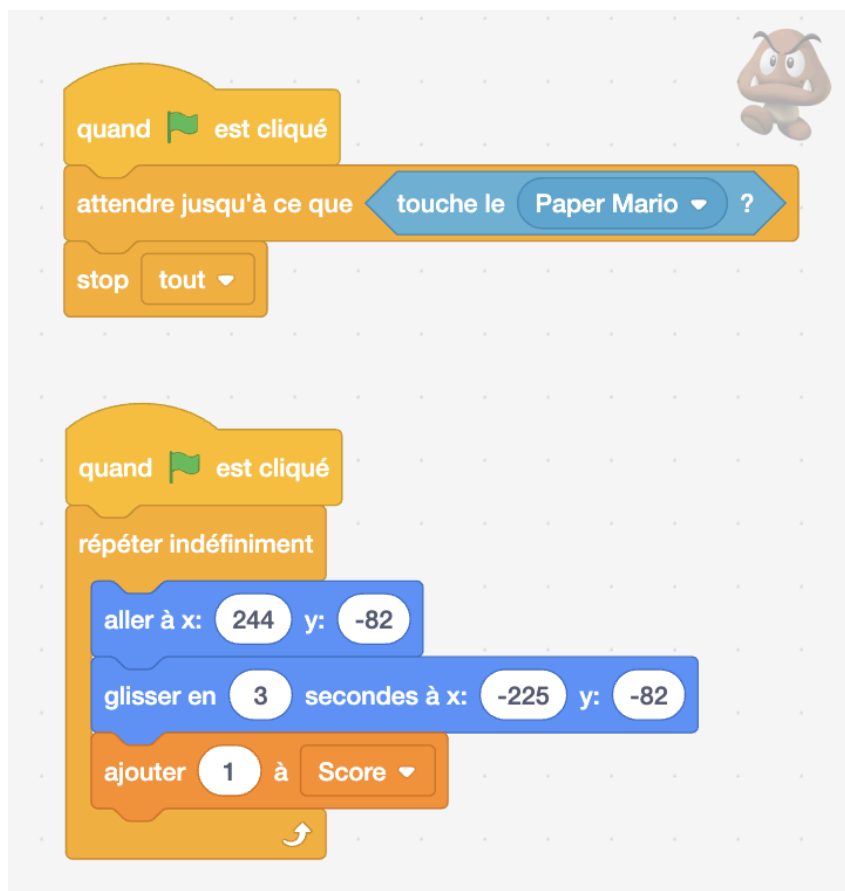 quand est cliqué
attendre jusqu'à ce que touche le Paper Mario ?
stop tout
quand est cliqué
répéter indéfiniment
aller à x: 244 y: -82
glisser en 3 secondes à x: -225 y: -82
ajouter 1 à Score